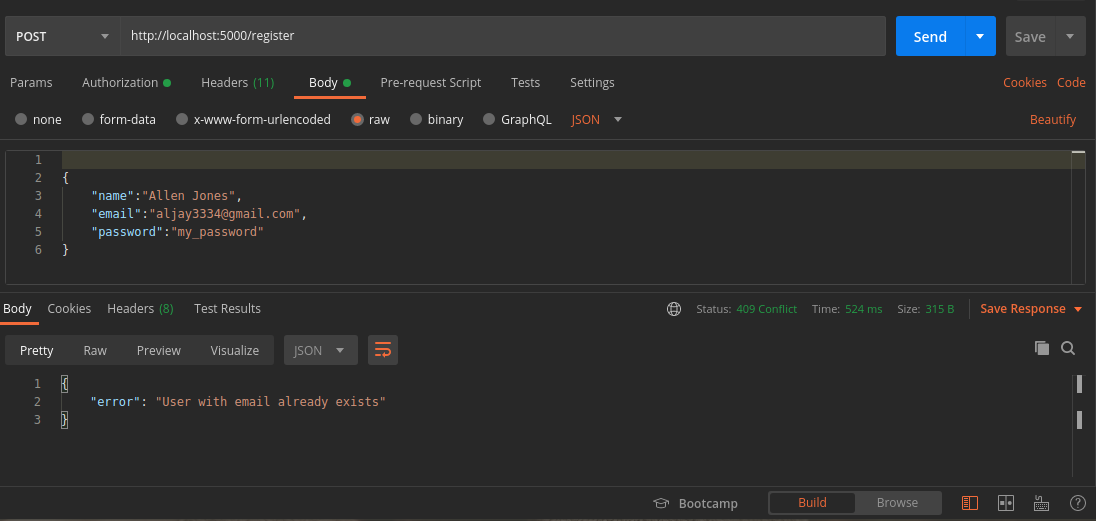 POST http://localhost:5000/register Send Save
Params Authorization Headers (11) Body Pre-request Script Tests Settings Cookies Code
none form-data x-www-form-urlencoded raw binary GraphQL JSON Beautify
1
2 {
3 "name":"Allen Jones",
4 "email":"aljay3334@gmail.com",
5 "password":"my_password"
6 }
Body Cookies Headers (8) Test Results Status: 409 Conflict Time: 524 ms Size: 315 B Save Response
Pretty Raw Preview Visualize JSON
1 {
2 "error": "User with email already exists"
3 }
Bootcamp Build Browse ?